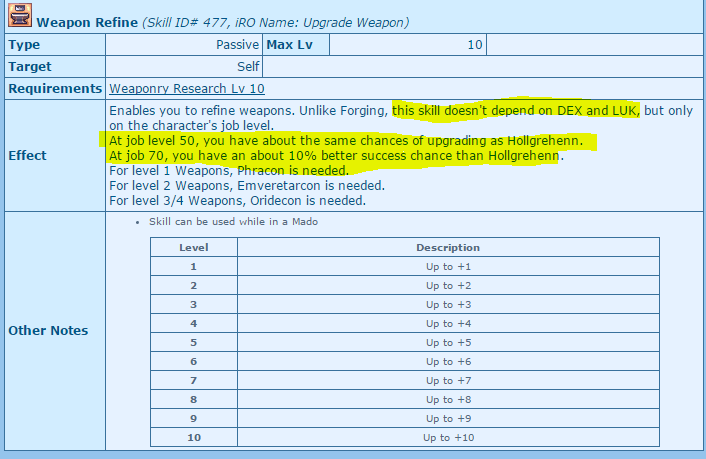 Weapon Refine (Skill ID# 477, iRO Name: Upgrade Weapon)
Type Passive Max Lv 10
Target Self
Requirements Weaponry Research Lv 10
Effect
Enables you to refine weapons. Unlike Forging, this skill doesn't depend on DEX and LUK, but only
on the character's job level.
At job level 50, you have about the same chances of upgrading as Hollgrehenn.
At job 70, you have an about 10% better success chance than Hollgrehenn.
For level 1 Weapons, Phracon is needed.
For level 2 Weapons, Emveretarcon is needed.
For level 3/4 Weapons, Oridecon is needed.
Other Notes
• Skill can be used while in a Mado
Level Description
1 Up to +1
2 Up to +2
3 Up to +3
4 Up to +4
5 Up to +5
6 Up to +6
7 Up to +7
8 Up to +8
9 Up to +9
10 Up to +10